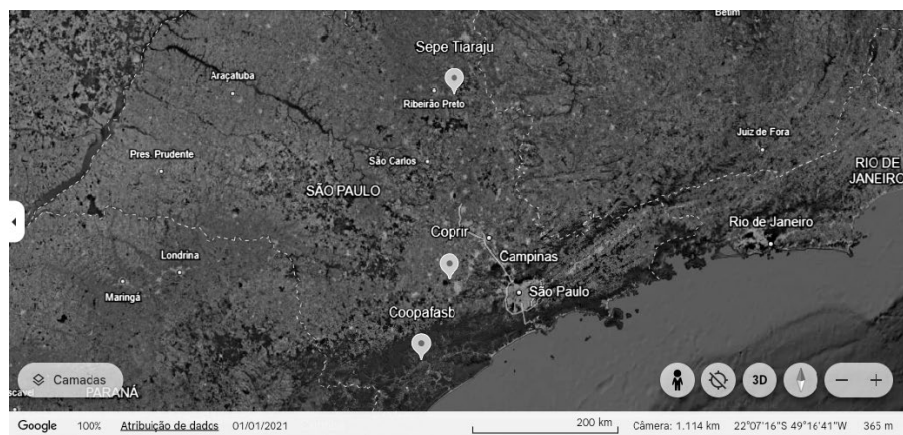 Betim
Sepe Tiaraju
Araçatuba
Ribeirão Preto
Juiz de Fora
Pres. Prudente
São Carlos
RIO DE
JANEIRO
SÃO PAULO
Rio de Janeiro
Coprir
Campinas
Londrina
São Paulo
Maringá
Coopafasb
Camadas
PARANÁ
3D
Google 100% Atribuição de dados 01/01/2021 200 km Câmera: 1.114 km 22°07'16"S 49°16'41"W 365 m